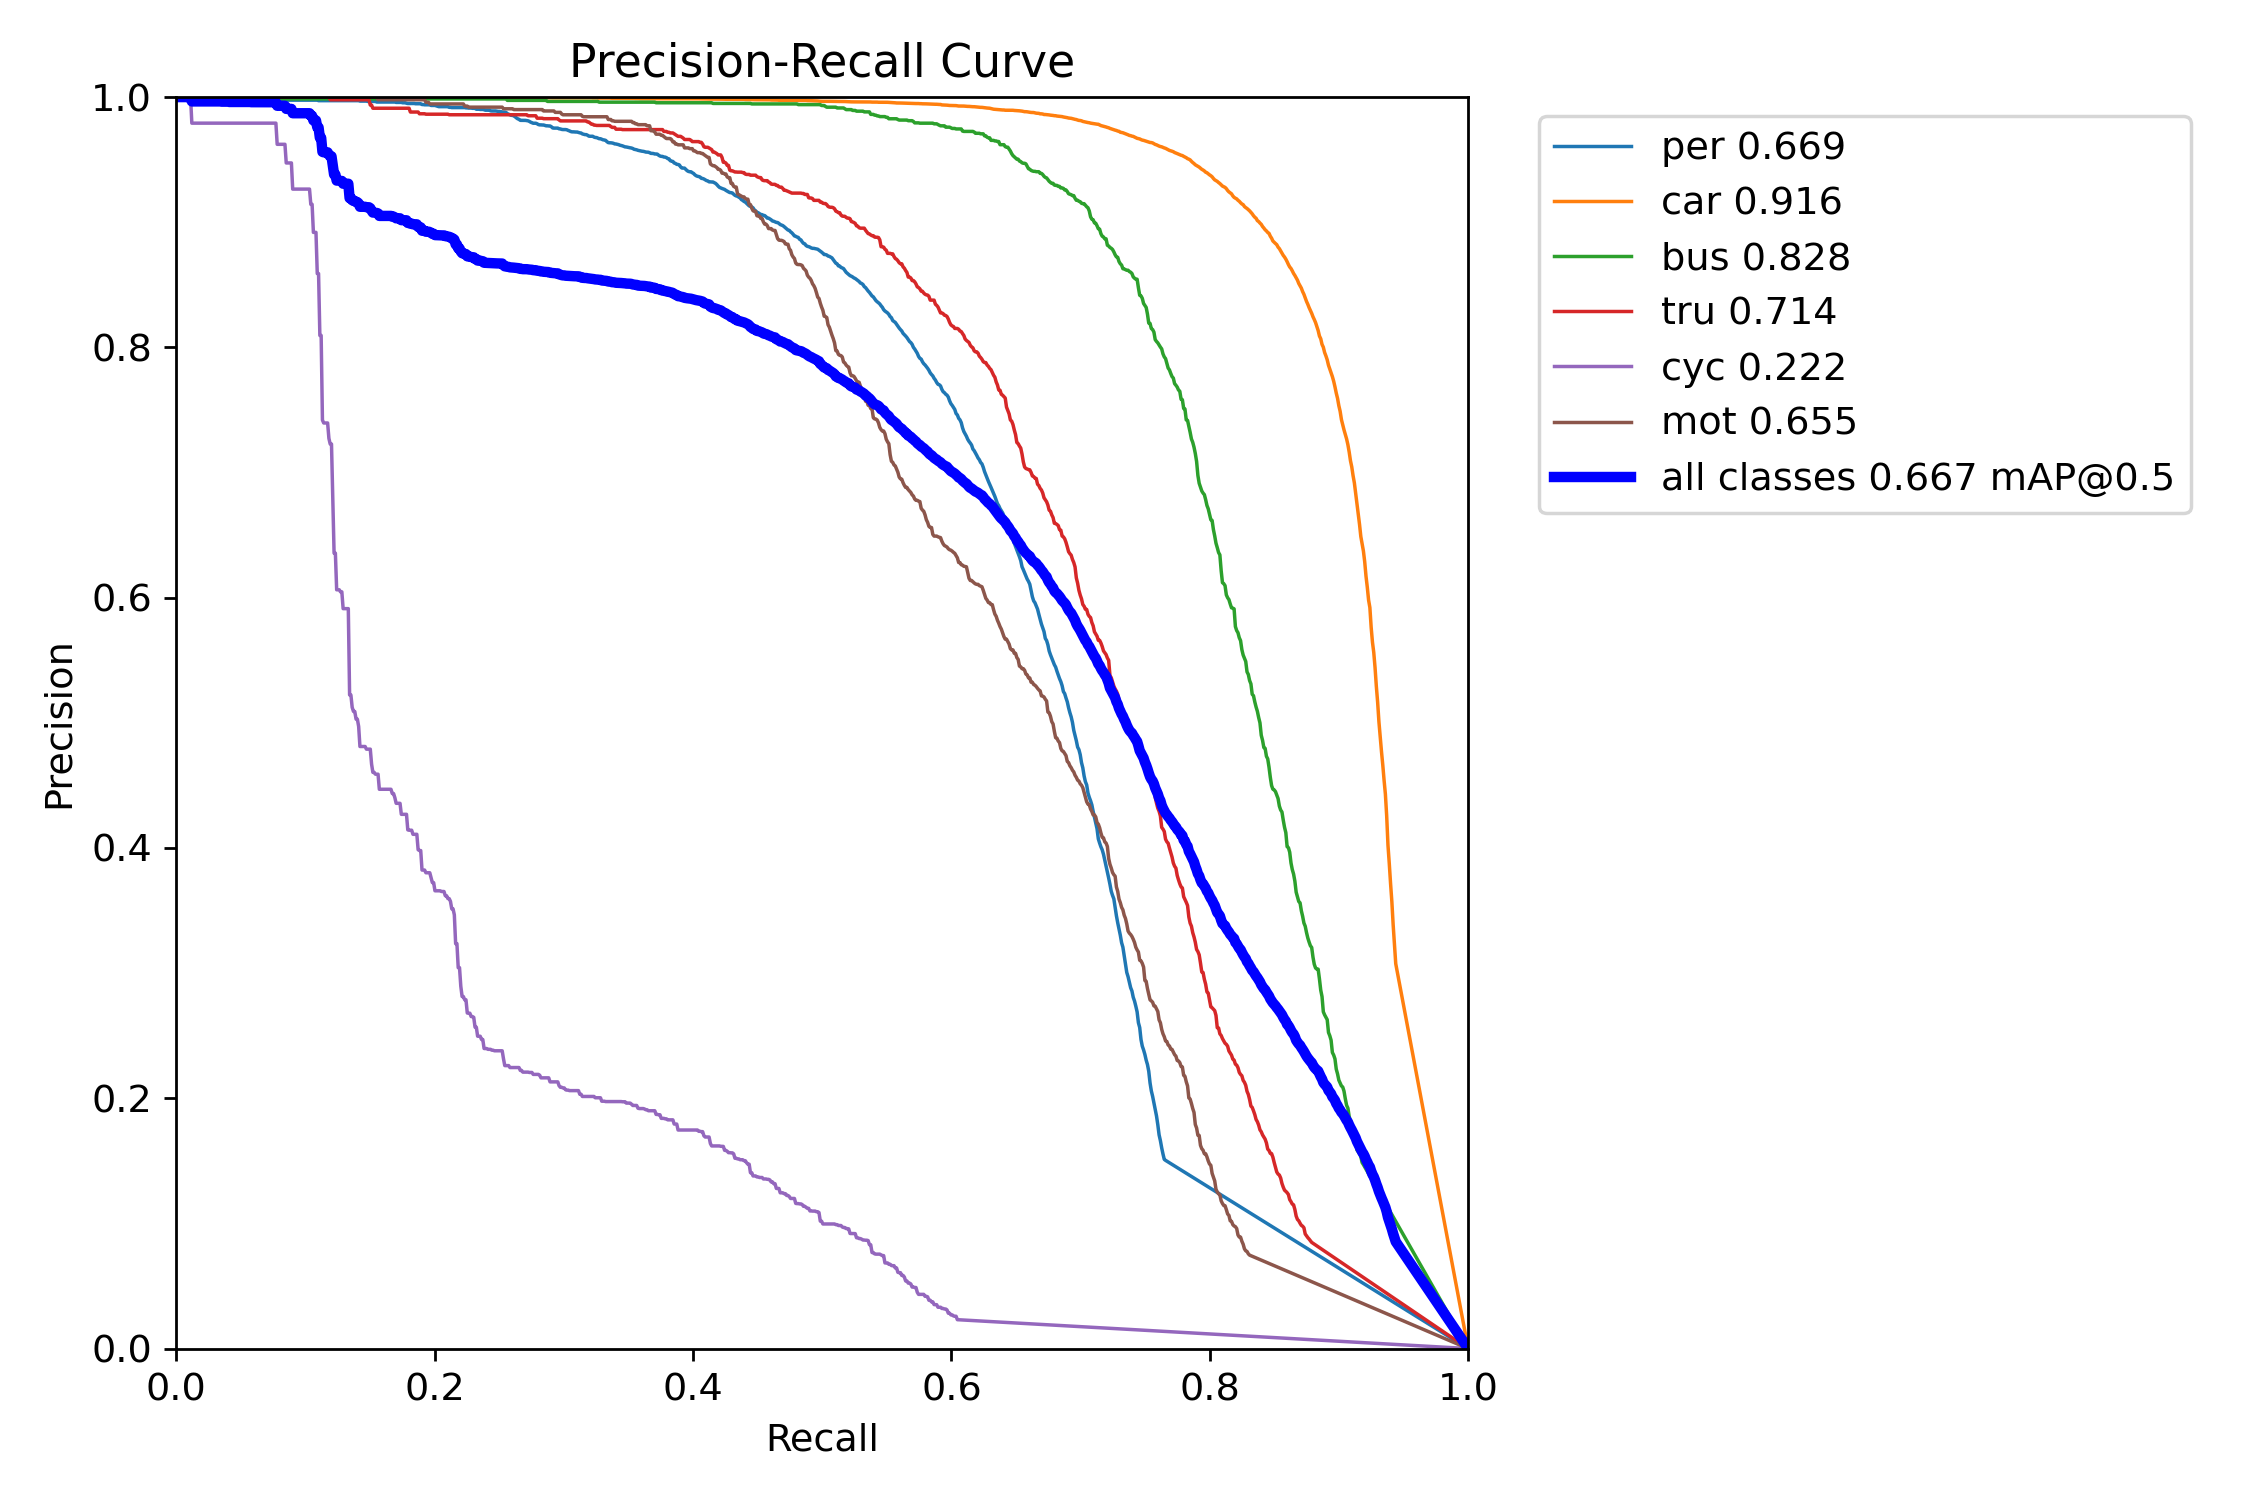 Precision-Recall Curve
1.0
0.8
0.6
0.4
0.2
0.0
Precision
0.0 0.2 0.4 0.6 0.8 1.0
Recall
per 0.669
car 0.916
bus 0.828
tru 0.714
cyc 0.222
mot 0.655
all classes 0.667 mAP@0.5